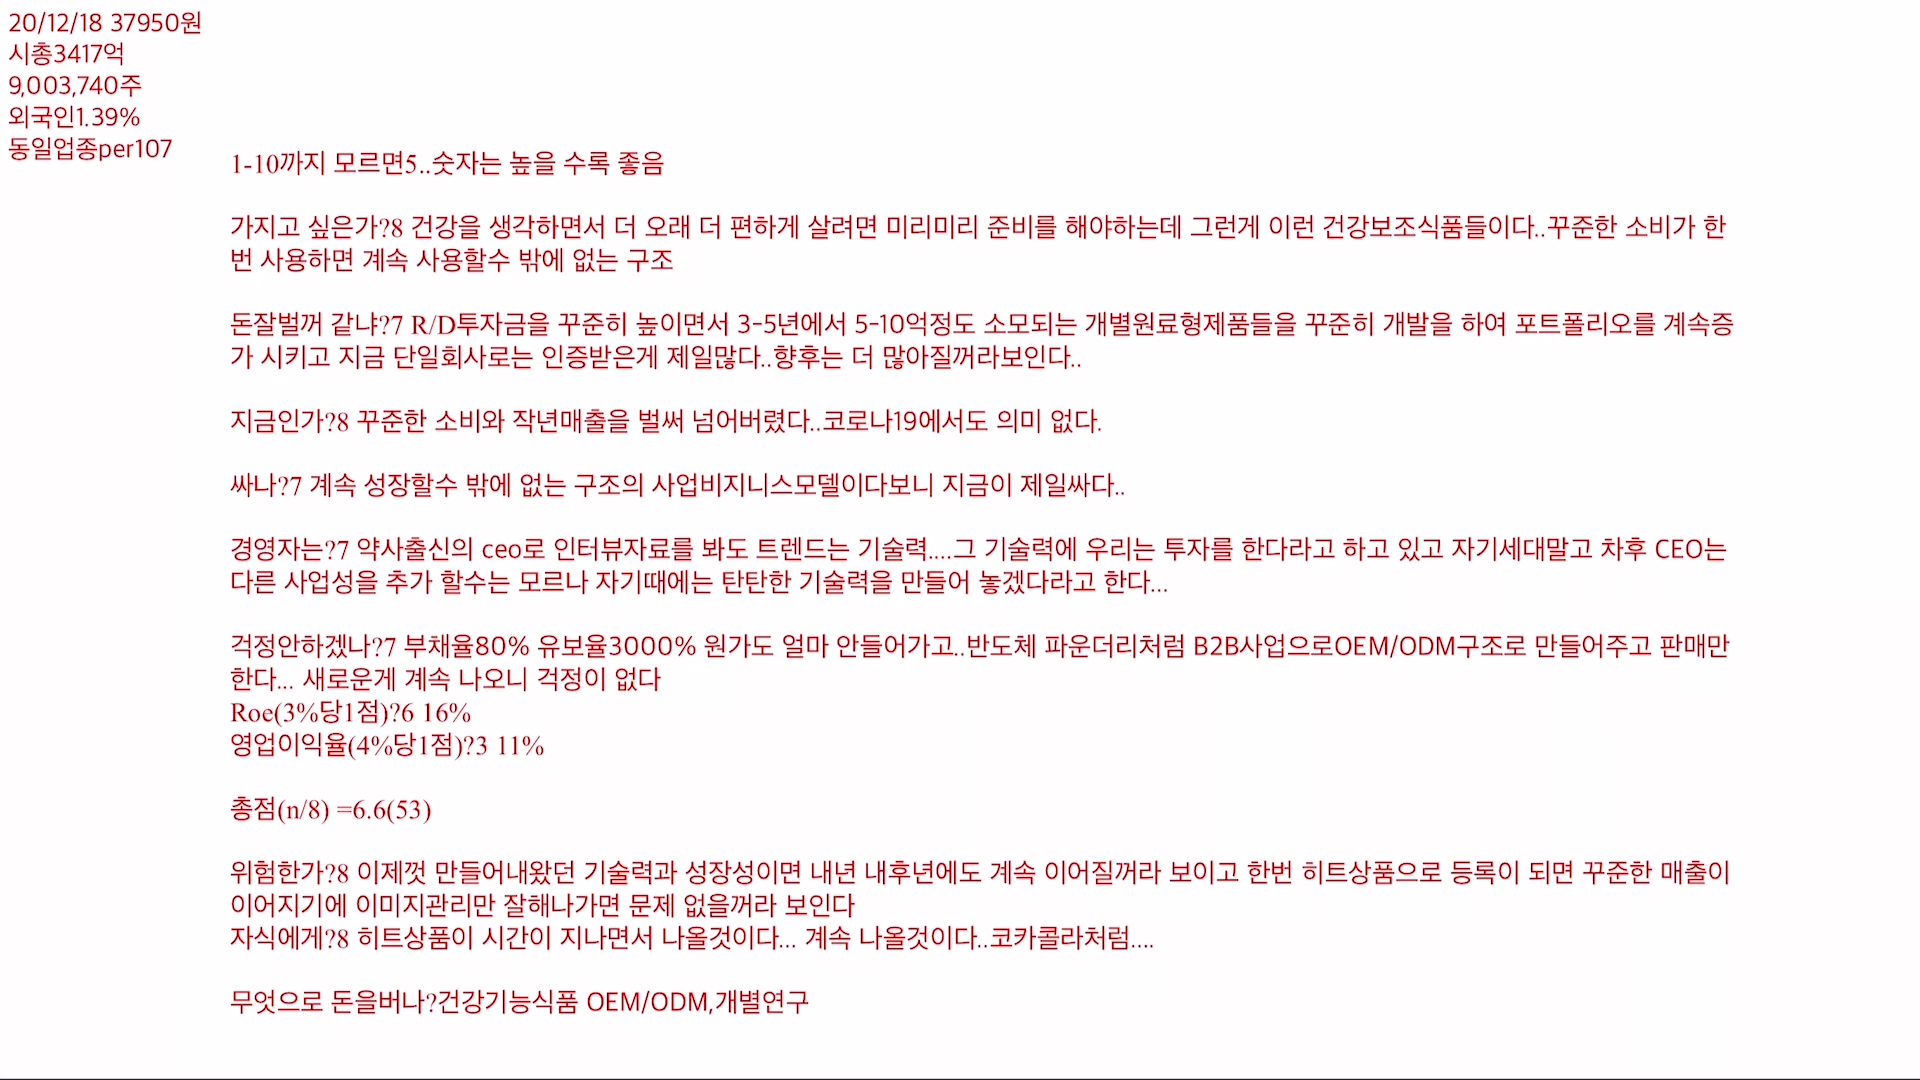 20/12/18 37950원
시총3417억
9,003,740주
외국인1.39%
동일업종per107
1-10까지 모르면5..숫자는 높을 수록 좋음
가지고 싶은가?8 건강을 생각하면서 더 오래 더 편하게 살려면 미리미리 준비를 해야하는데 그런게 이런 건강보조식품들이다..꾸준한 소비가 한
번 사용하면 계속 사용할수 밖에 없는 구조
돈잘벌꺼 같냐?7 R/D투자금을 꾸준히 높이면서 3-5년에서 5-10억정도 소모되는 개별원료형제품들을 꾸준히 개발을 하여 포트폴리오를 계속증
가 시키고 지금 단일회사로는 인증받은게 제일많다..향후는 더 많아질꺼라보인다..
지금인가?8 꾸준한 소비와 작년매출을 벌써 넘어버렸다..코로나19에서도 의미 없다.
싸나?7 계속 성장할수 밖에 없는 구조의 사업비지니스모델이다보니 지금이 제일싸다..
경영자는?7 약사출신의 ceo로 인터뷰자료를 봐도 트렌드는 기술력....그 기술력에 우리는 투자를 한다라고 하고 있고 자기세대말고 차후 CEO는
다른 사업성을 추가 할수는 모르나 자기때에는 탄탄한 기술력을 만들어 놓겠다라고 한다...
걱정안하겠나?7 부채율80% 유보율3000% 원가도 얼마 안들어가고..반도체 파운더리처럼 B2B사업으로OEM/ODM구조로 만들어주고 판매만
한다... 새로운게 계속 나오니 걱정이 없다
Roe(3%당1점)?6 16%
영업이익율(4%당1점)?3 11%
총점(n/8) =6.6(53)
위험한가?8 이제껏 만들어내왔던 기술력과 성장성이면 내년 내후년에도 계속 이어질꺼라 보이고 한번 히트상품으로 등록이 되면 꾸준한 매출이
이어지기에 이미지관리만 잘해나가면 문제 없을꺼라 보인다
자식에게?8 히트상품이 시간이 지나면서 나올것이다... 계속 나올것이다..코카콜라처럼....
무엇으로 돈을버나?건강기능식품 OEM/ODM,개별연구